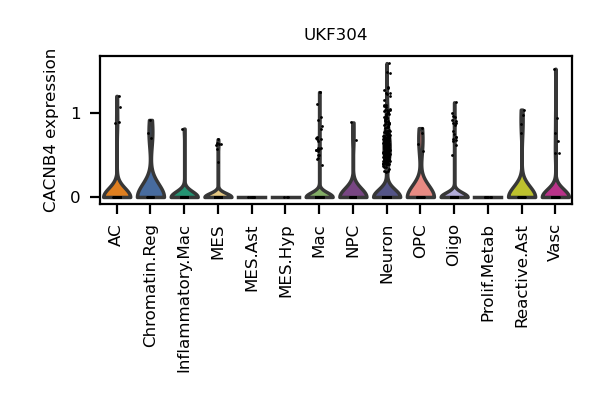 UKF304
CACNB4 expression
1
0
AC
Chromatin.Reg
Inflammatory.Mac
MES
MES.Ast
MES.Hyp
Mac
NPC
Neuron
OPC
Oligo
Prolif.Metab
Reactive.Ast
Vasc